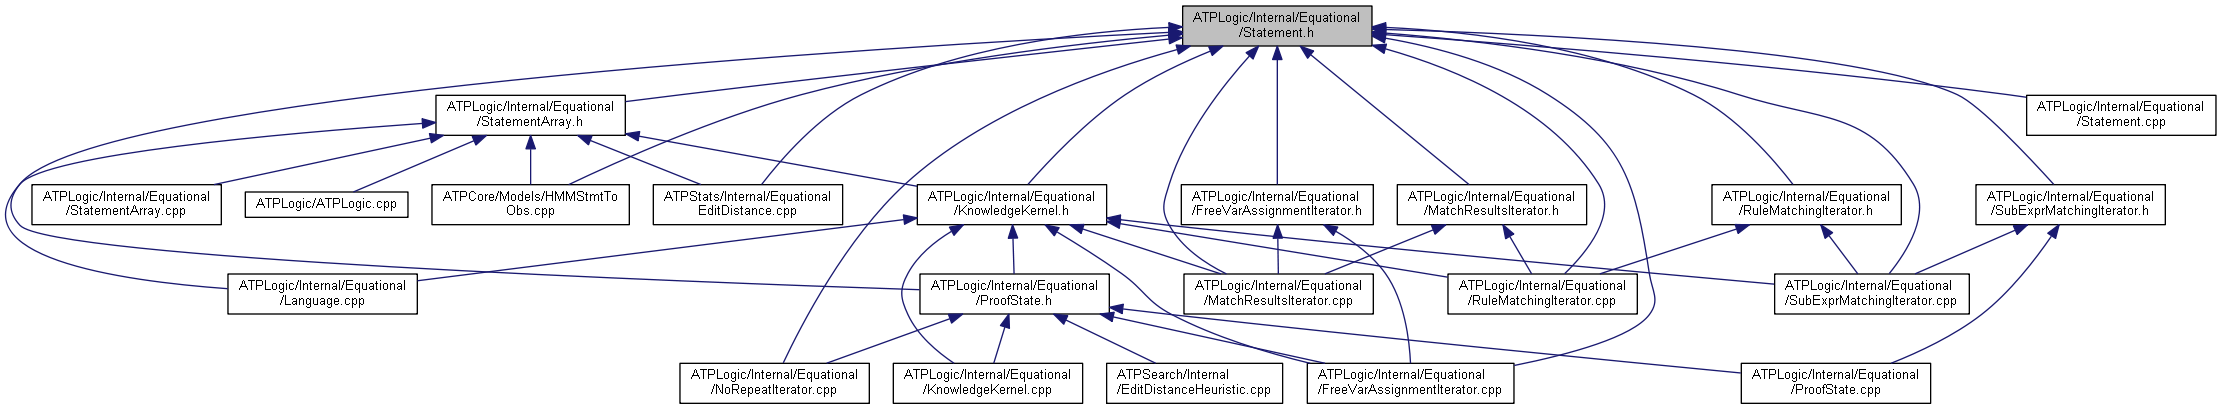 ATPLogic/Internal/Equational
/Statement.h
ATPLogic/Internal/Equational
/StatementArray.h
ATPLogic/Internal/Equational
/Statement.cpp
ATPLogic/Internal/Equational
/StatementArray.cpp
ATPLogic/ATPLogic.cpp
ATPCore/Models/HMMStmtTo
Obs.cpp
ATPStats/Internal/Equational
EditDistance.cpp
ATPLogic/Internal/Equational
/KnowledgeKernel.h
ATPLogic/Internal/Equational
/FreeVarAssignmentIterator.h
ATPLogic/Internal/Equational
/MatchResultsIterator.h
ATPLogic/Internal/Equational
/RuleMatchingIterator.h
ATPLogic/Internal/Equational
/SubExprMatchingIterator.h
ATPLogic/Internal/Equational
/Language.cpp
ATPLogic/Internal/Equational
/ProofState.h
ATPLogic/Internal/Equational
/MatchResultsIterator.cpp
ATPLogic/Internal/Equational
/RuleMatchingIterator.cpp
ATPLogic/Internal/Equational
/SubExprMatchingIterator.cpp
ATPLogic/Internal/Equational
/NoRepeatIterator.cpp
ATPLogic/Internal/Equational
/KnowledgeKernel.cpp
ATPSearch/Internal
/EditDistanceHeuristic.cpp
ATPLogic/Internal/Equational
/FreeVarAssignmentIterator.cpp
ATPLogic/Internal/Equational
/ProofState.cpp